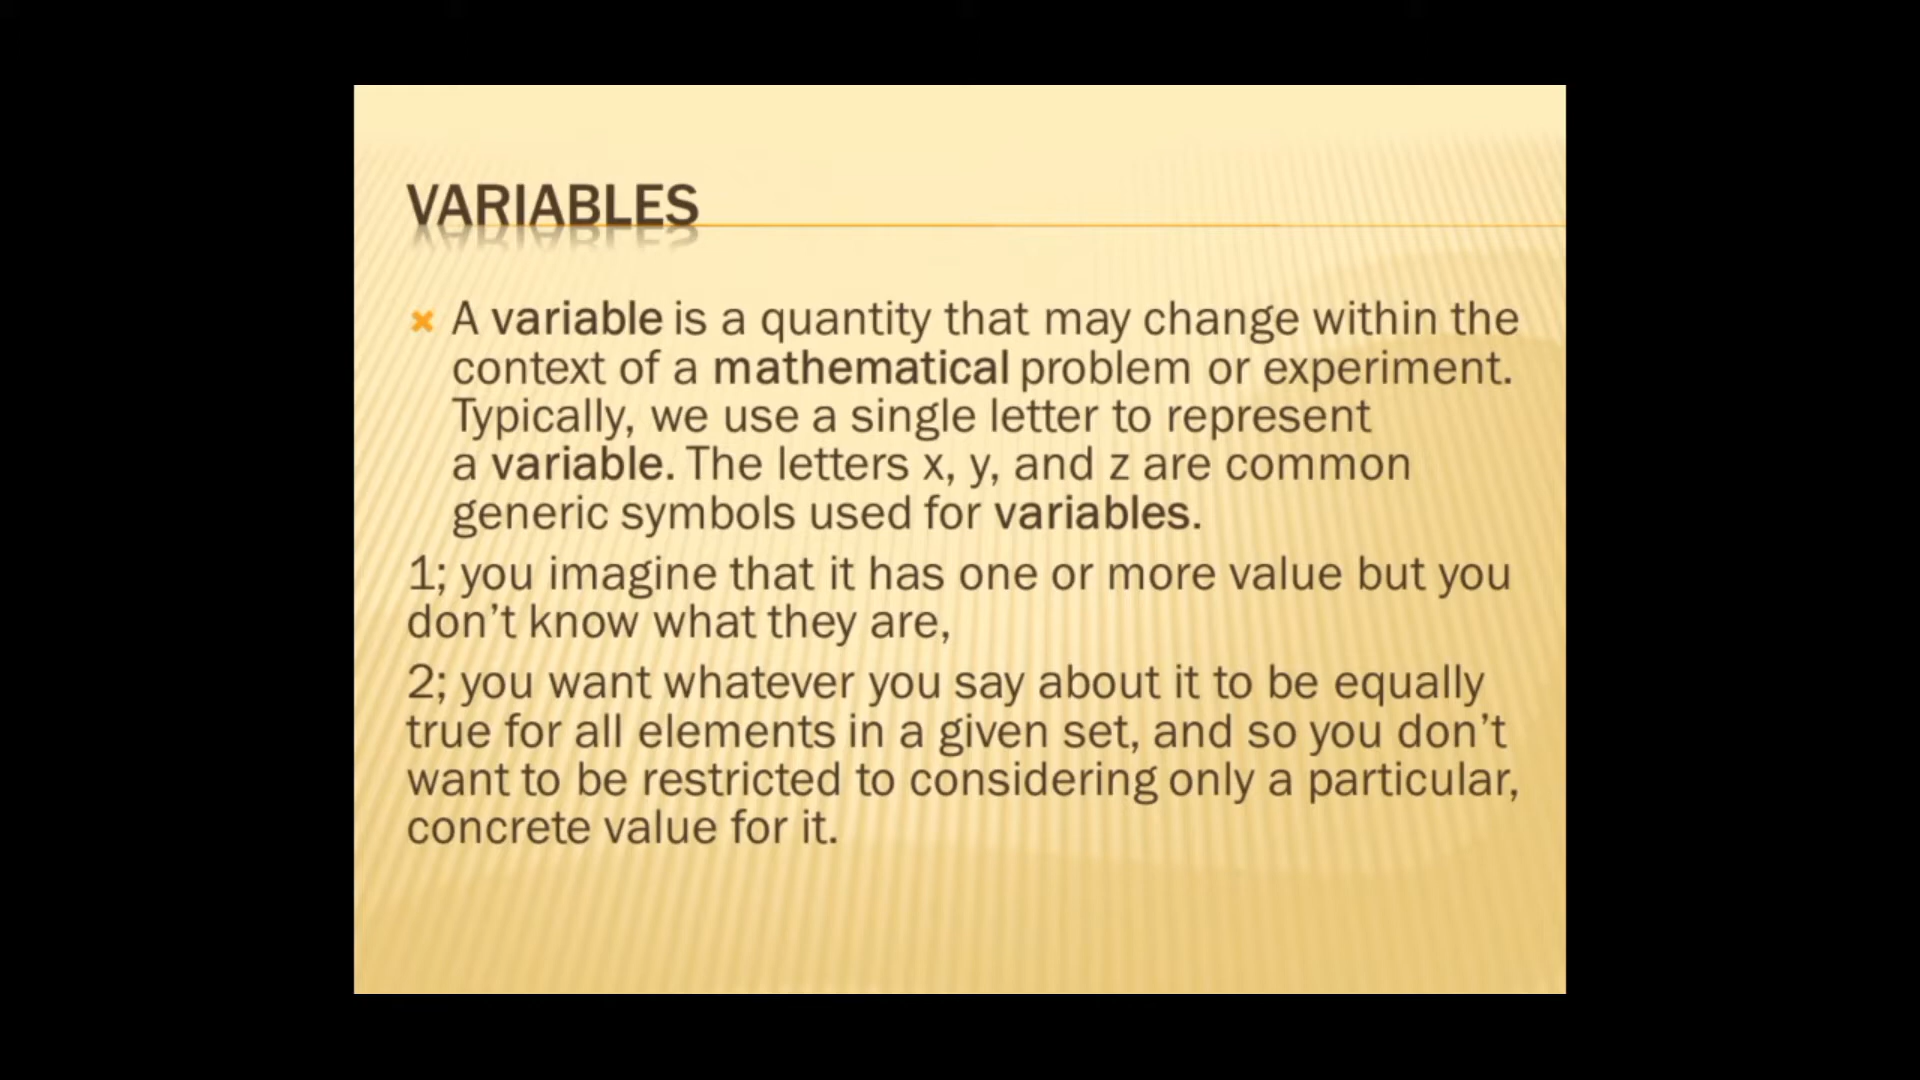 VARIABLES
A variable is a quantity that may change within the
context of a mathematical problem or experiment.
Typically, we use a single letter to represent
a variable. The letters x, y, and z are common
generic symbols used for variables.
1; you imagine that it has one or more value but you
don’t know what they are,
2; you want whatever you say about it to be equally
true for all elements in a given set, and so you don’t
want to be restricted to considering only a particular,
concrete value for it.